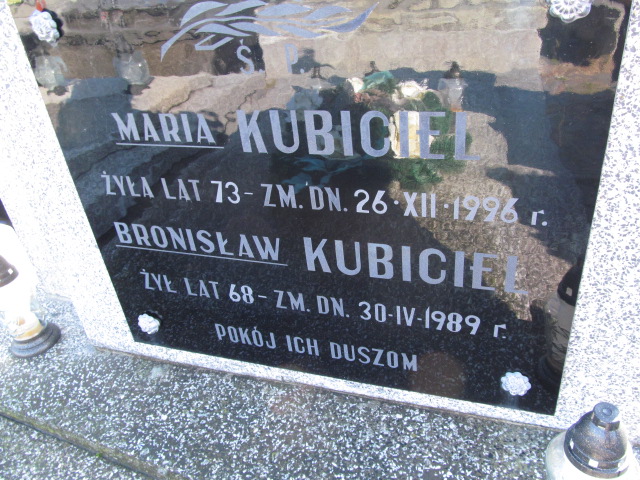 Ś P
MARIA KUBICIEL
ŻYŁA LAT 73 - ZM. DN. 26 · XII · 1996 r.
BRONISŁAW KUBICIEL
ŻYŁ LAT 68 - ZM. DN. 30-IV-1989 r.
POKÓJ ICH DUSZOM